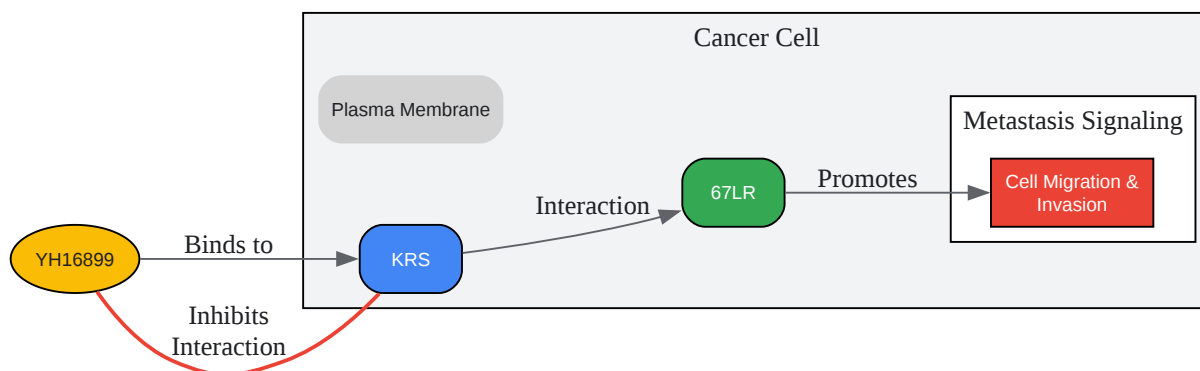 Cancer Cell
Plasma Membrane
Metastasis Signaling
Cell Migration &
Invasion
67LR
Promotes
Interaction
KRS
Binds to
YH16899
Inhibits
Interaction